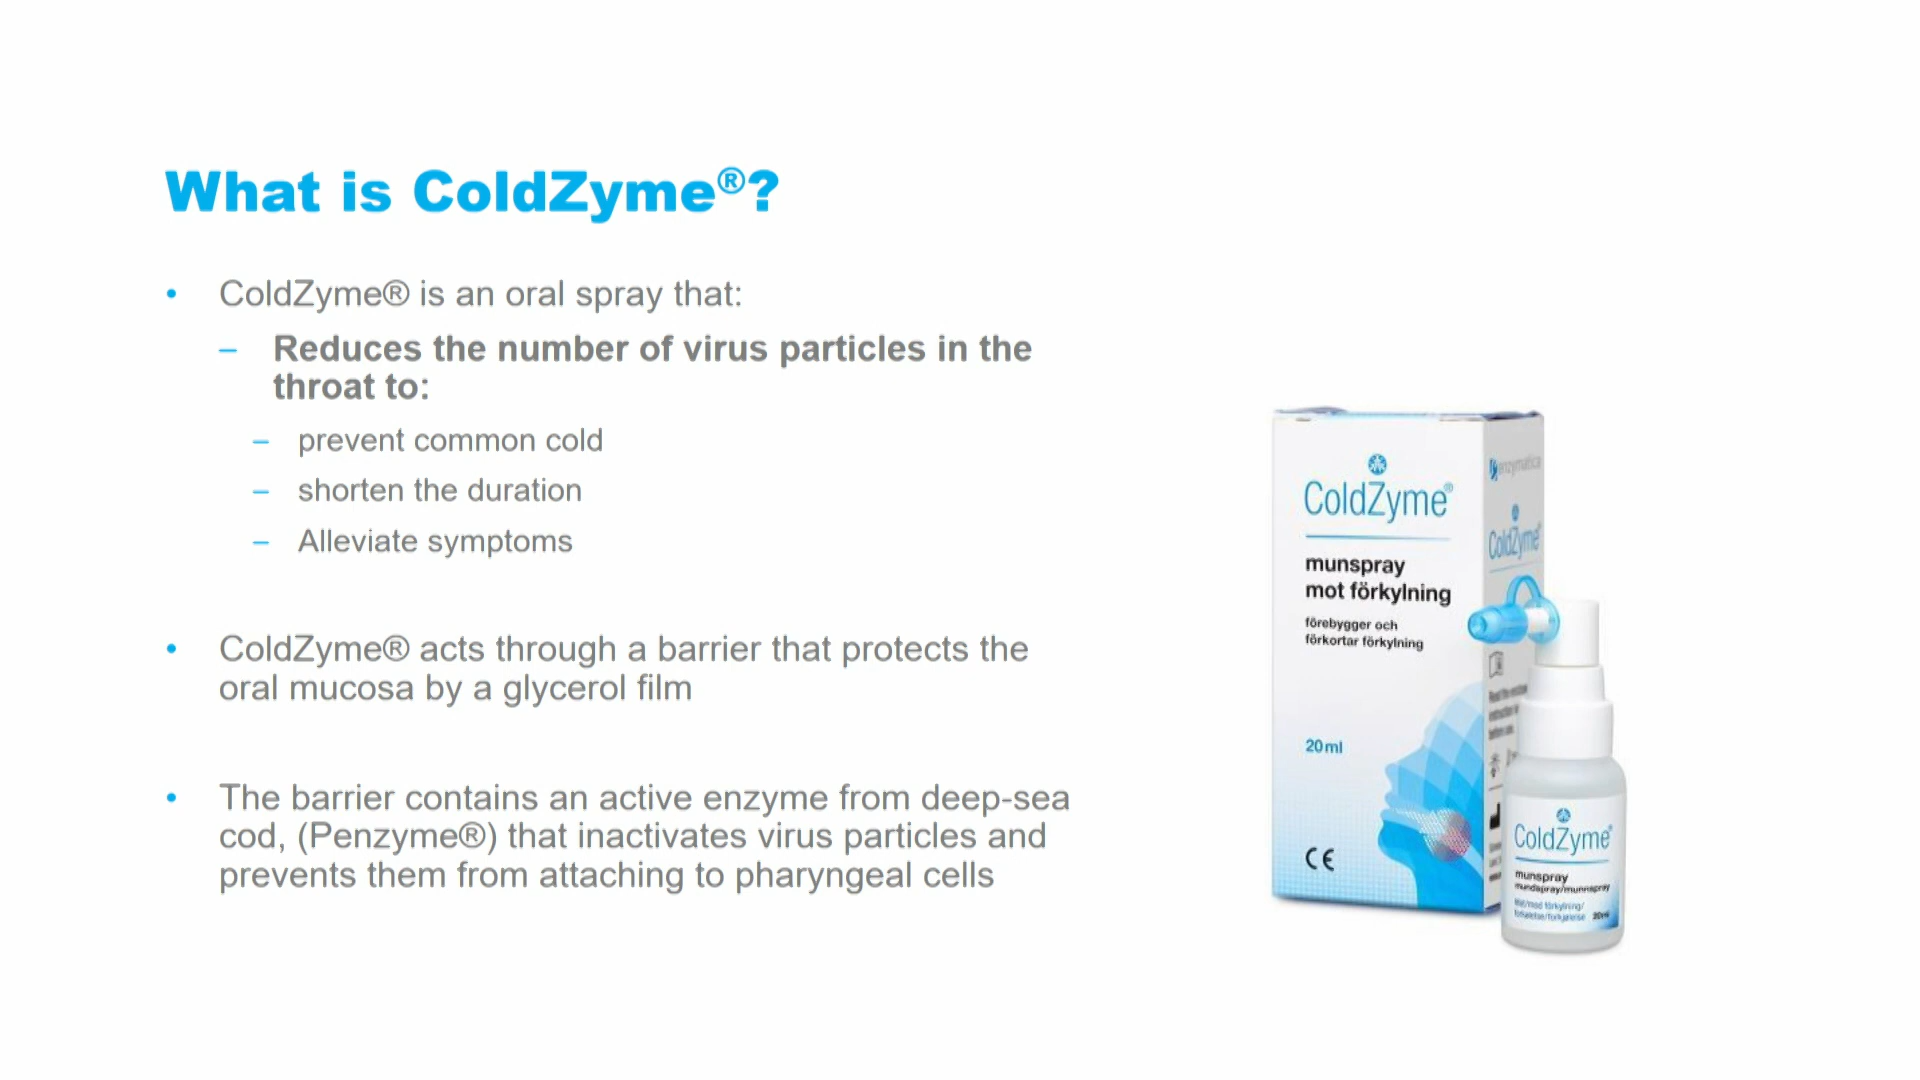 What is ColdZyme®?
• ColdZyme® is an oral spray that:
– Reduces the number of virus particles in the
throat to:
– prevent common cold
– shorten the duration
– Alleviate symptoms
• ColdZyme® acts through a barrier that protects the
oral mucosa by a glycerol film
• The barrier contains an active enzyme from deep-sea
cod, (Penzyme®) that inactivates virus particles and
prevents them from attaching to pharyngeal cells
ColdZyme®
munspray
mot förkylning
förebygger och
förkortar förkylning
20 ml
CE
enzymatica
ColdZyme®
ColdZyme®
munspray
mundspray/munnspray
20ml